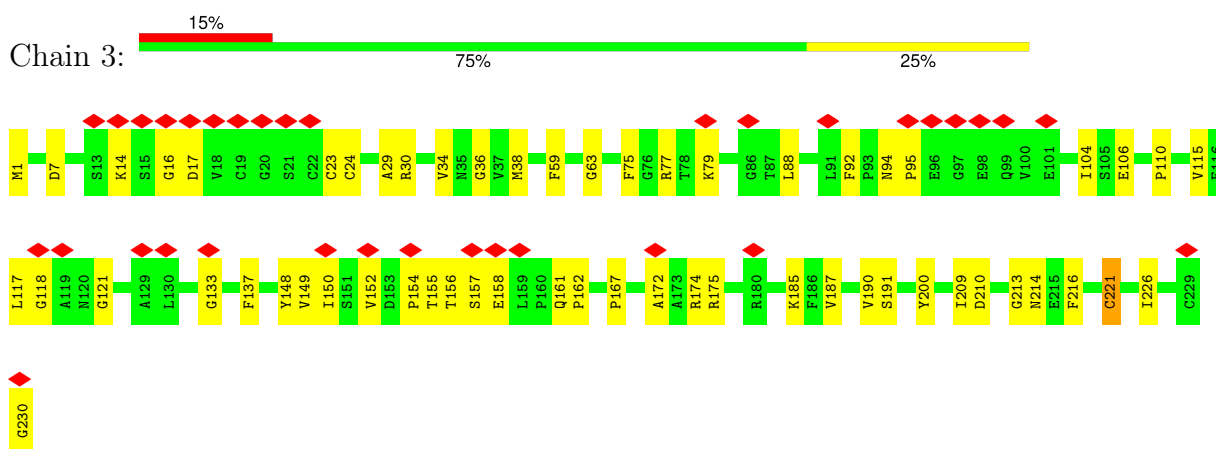 15%
Chain 3:
75% 25%
M1 D7 S13 K14 S15 G16 D17 V18 C19 G20 S21 C22 C23 C24 A29 R30 V34 N35 G36 V37 M38 F59 G63 F75 G76 R77 T78 K79 G86 T87 L88 L91 F92 P93 N94 P95 E96 G97 E98 Q99 V100 E101 I104 S105 E106 P110 V115 E116
L117 G118 A119 N120 G121 A129 L130 G133 F137 Y148 V149 I150 S151 V152 D153 P154 T155 T156 S157 E158 L159 P160 Q161 P162 P167 A172 A173 R174 R175 R180 K185 F186 V187 V190 S191 Y200 I209 D210 G213 N214 E215 F216 C221 I226 C229
G230